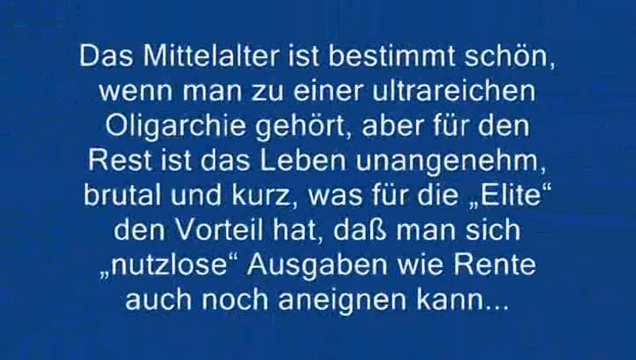 Das Mittelalter ist bestimmt schön,
wenn man zu einer ultrareichen
Oligarchie gehört, aber für den
Rest ist das Leben unangenehm,
brutal und kurz, was für die „Elite“
den Vorteil hat, daß man sich
„nutzlose“ Ausgaben wie Rente
auch noch aneignen kann...